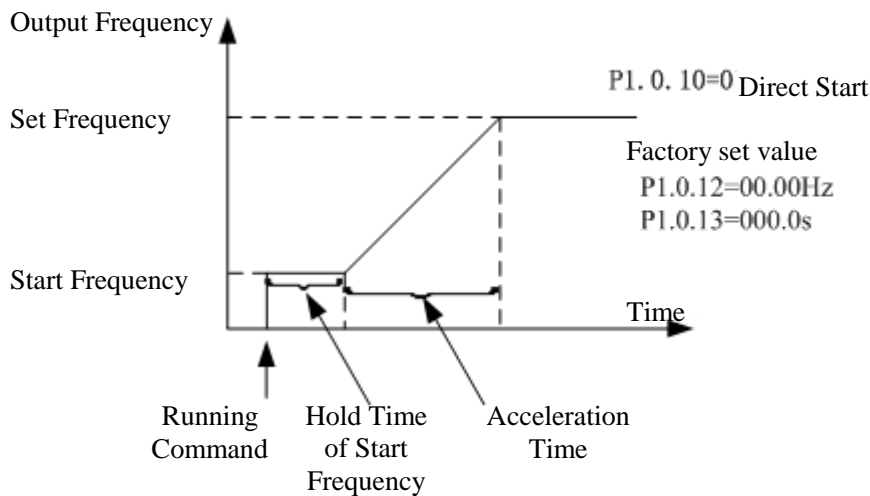 Output Frequency
P1. 0. 10=0 Direct Start
Set Frequency
Factory set value
P1.0.12=00.00Hz
P1.0.13=000.0s
Start Frequency
Time
Running
Command
Hold Time
of Start
Frequency
Acceleration
Time